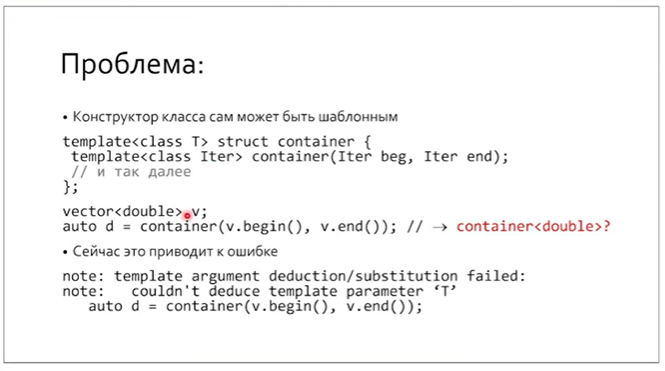 Проблема:
• Конструктор класса сам может быть шаблонным
template<class T> struct container {
template<class Iter> container(Iter beg, Iter end);
// и так далее
};
vector<double> v;
auto d = container(v.begin(), v.end()); // → container<double>?
• Сейчас это приводит к ошибке
note: template argument deduction/substitution failed:
note: couldn't deduce template parameter ‘T’
auto d = container(v.begin(), v.end());